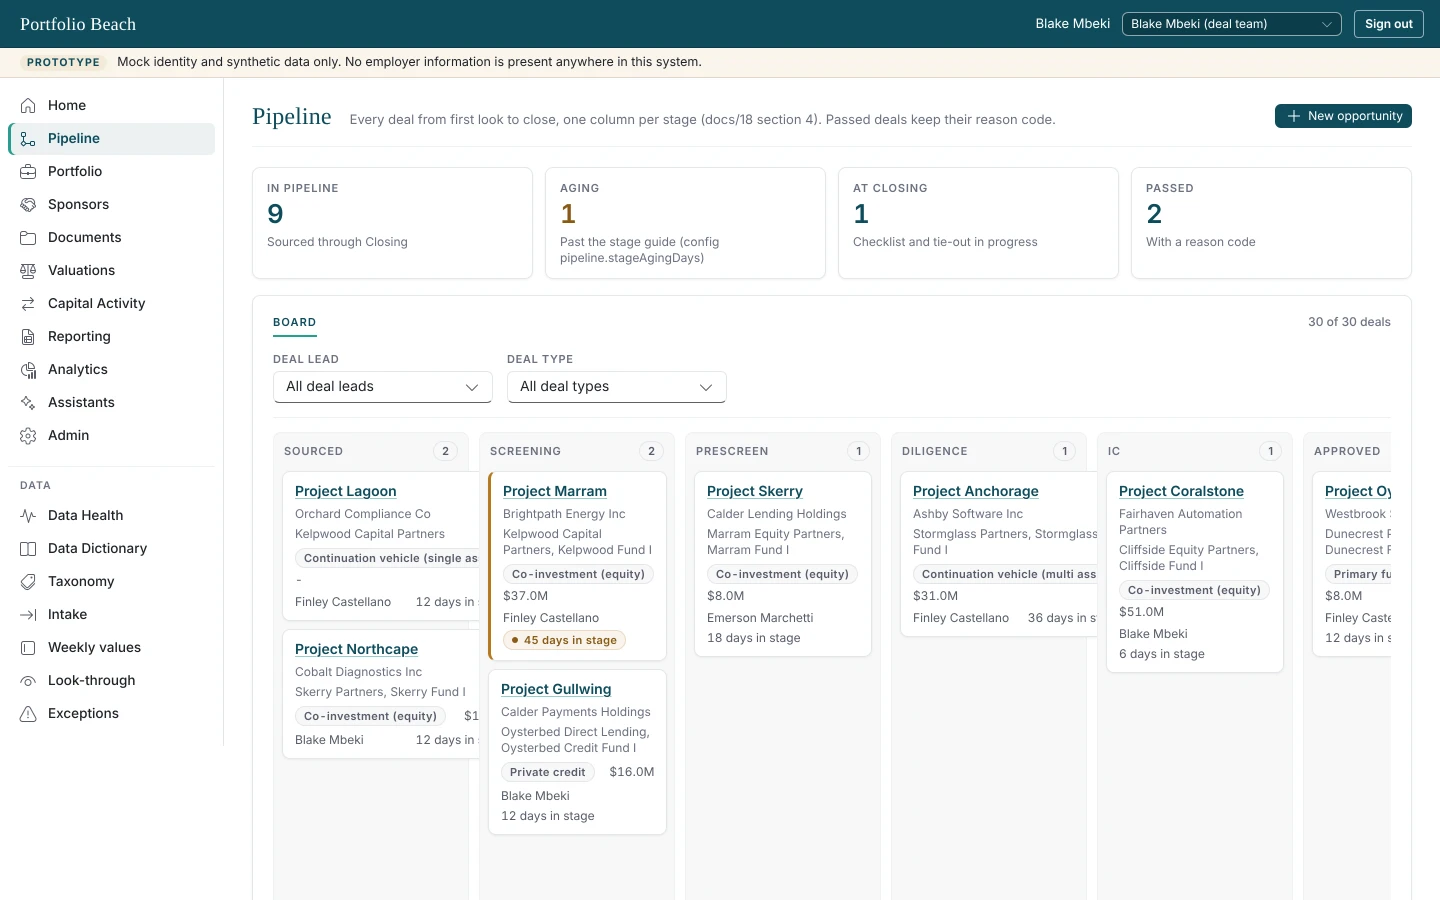 Portfolio Beach
Blake Mbeki
Blake Mbeki (deal team)
Sign out
PROTOTYPE
Mock identity and synthetic data only. No employer information is present anywhere in this system.
Home
Pipeline
Portfolio
Sponsors
Documents
Valuations
Capital Activity
Reporting
Analytics
Assistants
Admin
DATA
Data Health
Data Dictionary
Taxonomy
Intake
Weekly values
Look-through
Exceptions
Pipeline
Every deal from first look to close, one column per stage (docs/18 section 4). Passed deals keep their reason code.
New opportunity
IN PIPELINE
9
Sourced through Closing
AGING
1
Past the stage guide (config
pipeline.stageAgingDays)
AT CLOSING
1
Checklist and tie-out in progress
PASSED
2
With a reason code
BOARD
30 of 30 deals
DEAL LEAD
All deal leads
DEAL TYPE
All deal types
SOURCED 2
Project Lagoon
Orchard Compliance Co
Kelpwood Capital Partners
Continuation vehicle (single as
-
Finley Castellano 12 days in
Project Northcape
Cobalt Diagnostics Inc
Skerry Partners, Skerry Fund I
Co-investment (equity) $1
Blake Mbeki 12 days in
SCREENING 2
Project Marram
Brightpath Energy Inc
Kelpwood Capital
Partners, Kelpwood Fund I
Co-investment (equity)
$37.0M
Finley Castellano
45 days in stage
Project Gullwing
Calder Payments Holdings
Oysterbed Direct Lending,
Oysterbed Credit Fund I
Private credit $16.0M
Blake Mbeki
12 days in stage
PRESCREEN 1
Project Skerry
Calder Lending Holdings
Marram Equity Partners,
Marram Fund I
Co-investment (equity)
$8.0M
Emerson Marchetti
18 days in stage
DILIGENCE 1
Project Anchorage
Ashby Software Inc
Stormglass Partners, Stormglass
Fund I
Continuation vehicle (multi ass
$31.0M
Finley Castellano 36 days in st
IC 1
Project Coralstone
Fairhaven Automation
Partners
Cliffside Equity Partners,
Cliffside Fund I
Co-investment (equity)
$51.0M
Blake Mbeki
6 days in stage
APPROVED
Project Oy
Westbrook
Dunecrest
Dunecrest
Primary fu
$8.0M
Finley Caste
12 days in s